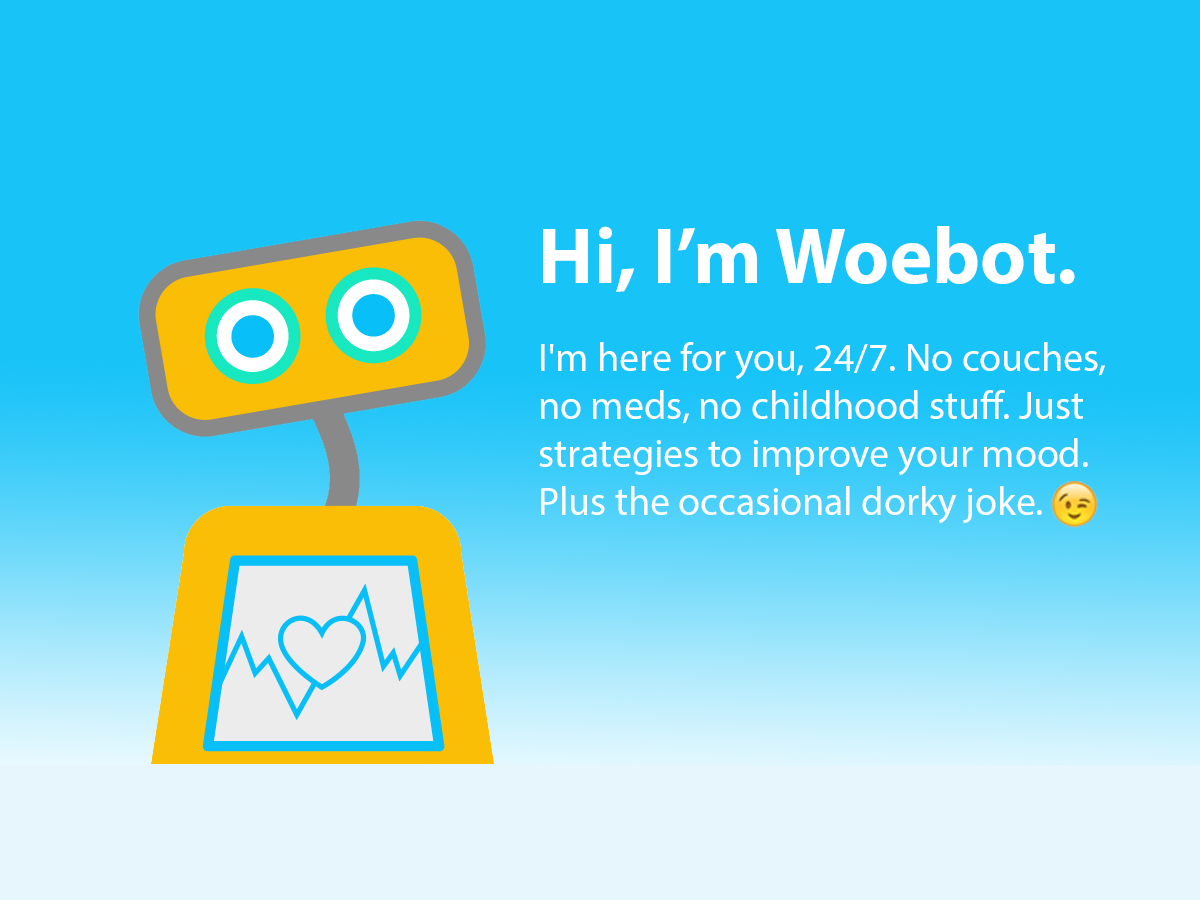 Hi, I’m Woebot.
I'm here for you, 24/7. No couches,
no meds, no childhood stuff. Just
strategies to improve your mood.
Plus the occasional dorky joke. 😉